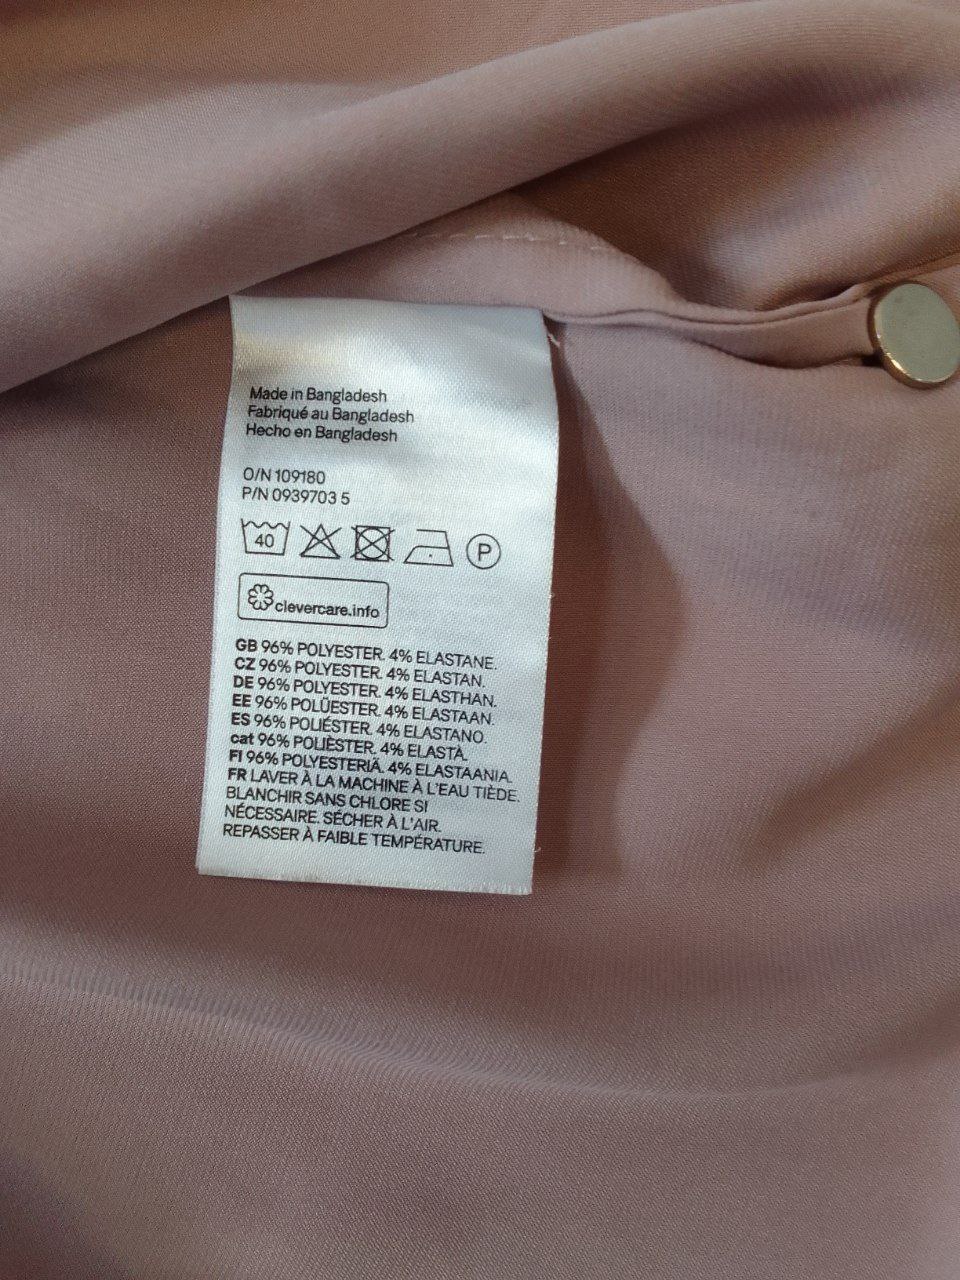 Made in Bangladesh
Fabriqué au Bangladesh
Hecho en Bangladesh
O/N 109180
P/N 0939703 5
40 P
clevercare.info
GB 96% POLYESTER. 4% ELASTANE.
CZ 96% POLYESTER. 4% ELASTAN.
DE 96% POLYESTER. 4% ELASTHAN.
EE 96% POLÜESTER. 4% ELASTAAN.
ES 96% POLIÉSTER. 4% ELASTANO.
cat 96% POLIÈSTER. 4% ELASTÀ.
FI 96% POLYESTERIÄ. 4% ELASTAANIA.
FR LAVER À LA MACHINE À L'EAU TIÈDE.
BLANCHIR SANS CHLORE SI
NÉCESSAIRE. SÉCHER À L'AIR.
REPASSER À FAIBLE TEMPÉRATURE.